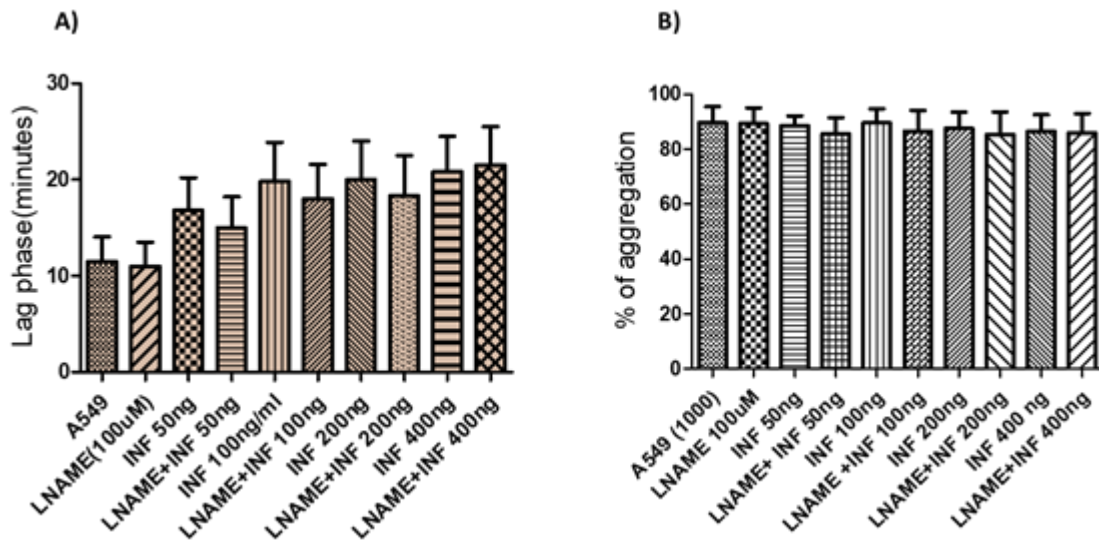 A)
Lag phase(minutes)
30
20
10
0
A549
LNAME(100uM)
INF 50ng
LNAME+INF 50ng
INF 100ng/ml
LNAME+INF 100ng
INF 200ng
LNAME+INF 200ng
INF 400ng
LNAME+INF 400ng
B)
% of aggregation
100
80
60
40
20
0
A549 (1000)
LNAME 100uM
INF 50ng
LNAME+ INF 50ng
INF 100ng
LNAME +INF 100ng
INF 200ng
LNAME+INF 200ng
INF 400 ng
LNAME+INF 400ng